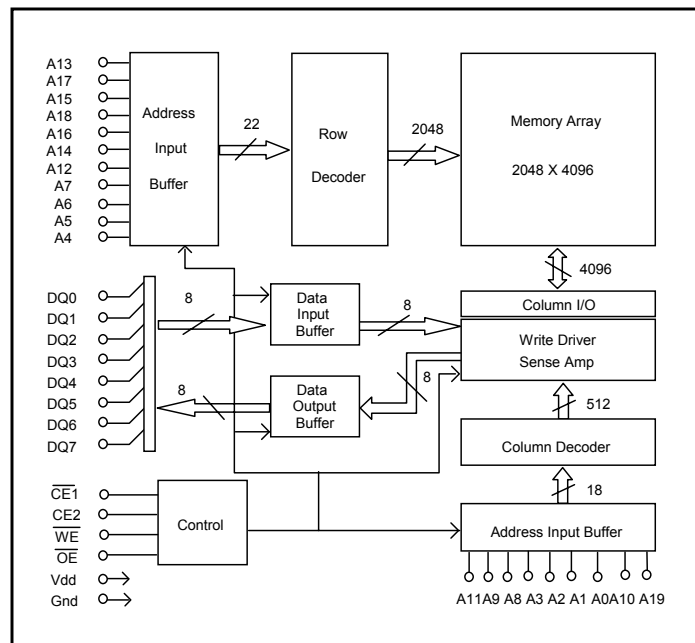 A13
A17
A15
A18
A16
A14
A12
A7
A6
A5
A4
Address
Input
Buffer
22
Row
Decoder
2048
Memory Array
2048 X 4096
4096
DQ0
DQ1
DQ2
DQ3
DQ4
DQ5
DQ6
DQ7
8
Data
Input
Buffer
8
Column I/O
Write Driver
Sense Amp
8
Data
Output
Buffer
8
512
Column Decoder
18
CE1
CE2
WE
OE
Vdd
Gnd
Control
Address Input Buffer
A11 A9 A8 A3 A2 A1 A0 A10 A19